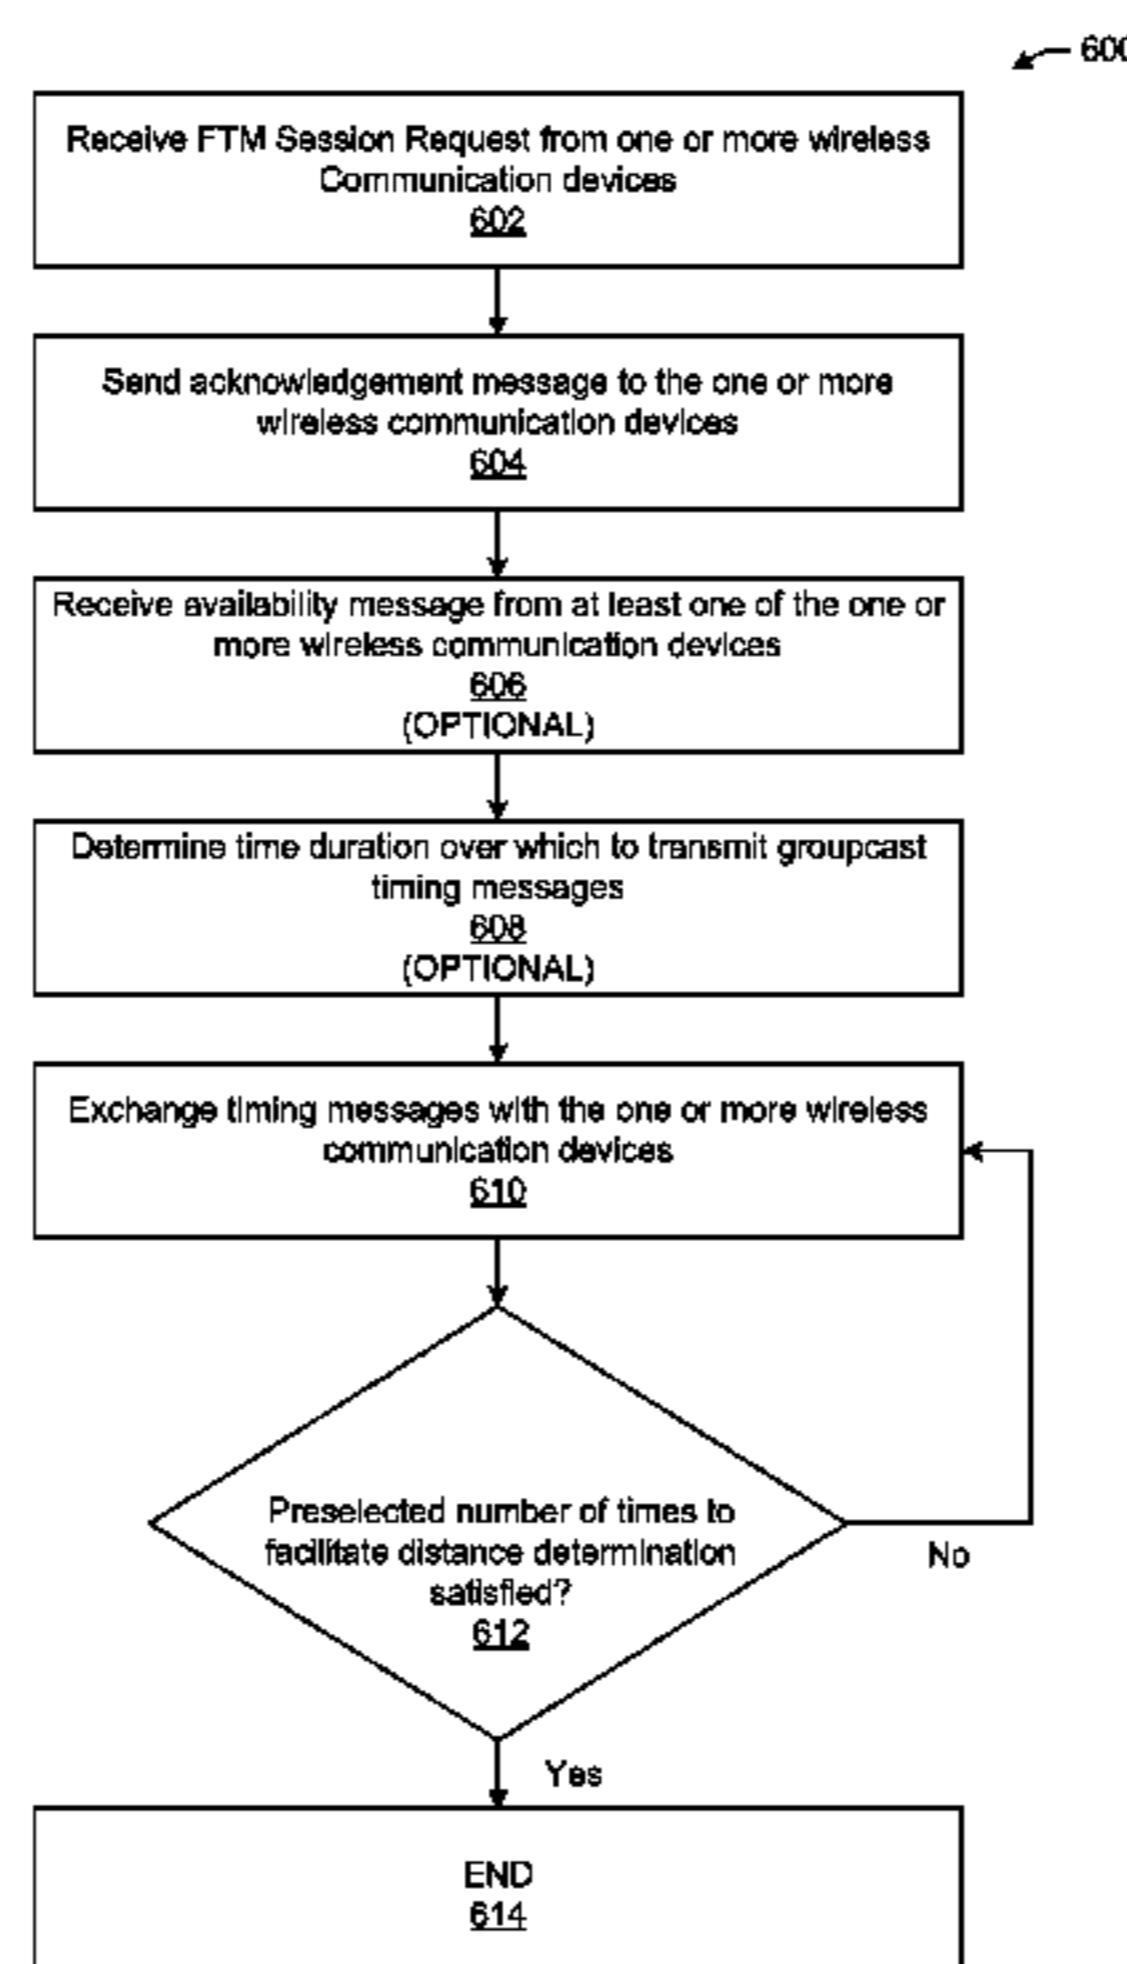 600
Receive FTM Session Request from one or more wireless
Communication devices
602
Send acknowledgement message to the one or more
wireless communication devices
604
Receive availability message from at least one of the one or
more wireless communication devices
606
(OPTIONAL)
Determine time duration over which to transmit groupcast
timing messages
608
(OPTIONAL)
Exchange timing messages with the one or more wireless
communication devices
610
Preselected number of times to
facilitate distance determination
satisfied?
612
No
Yes
END
614